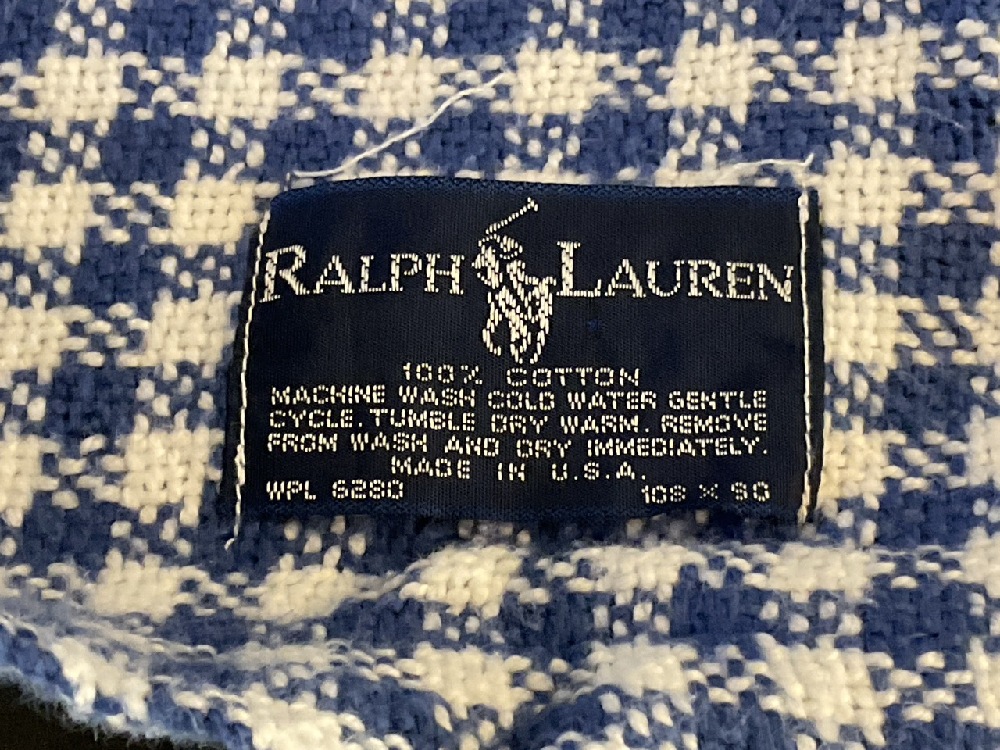 RALPH LAUREN
100% COTTON
MACHINE WASH COLD WATER GENTLE
CYCLE. TUMBLE DRY WARM. REMOVE
FROM WASH AND DRY IMMEDIATELY.
MADE IN U.S.A.
WPL 6280 108 X 90